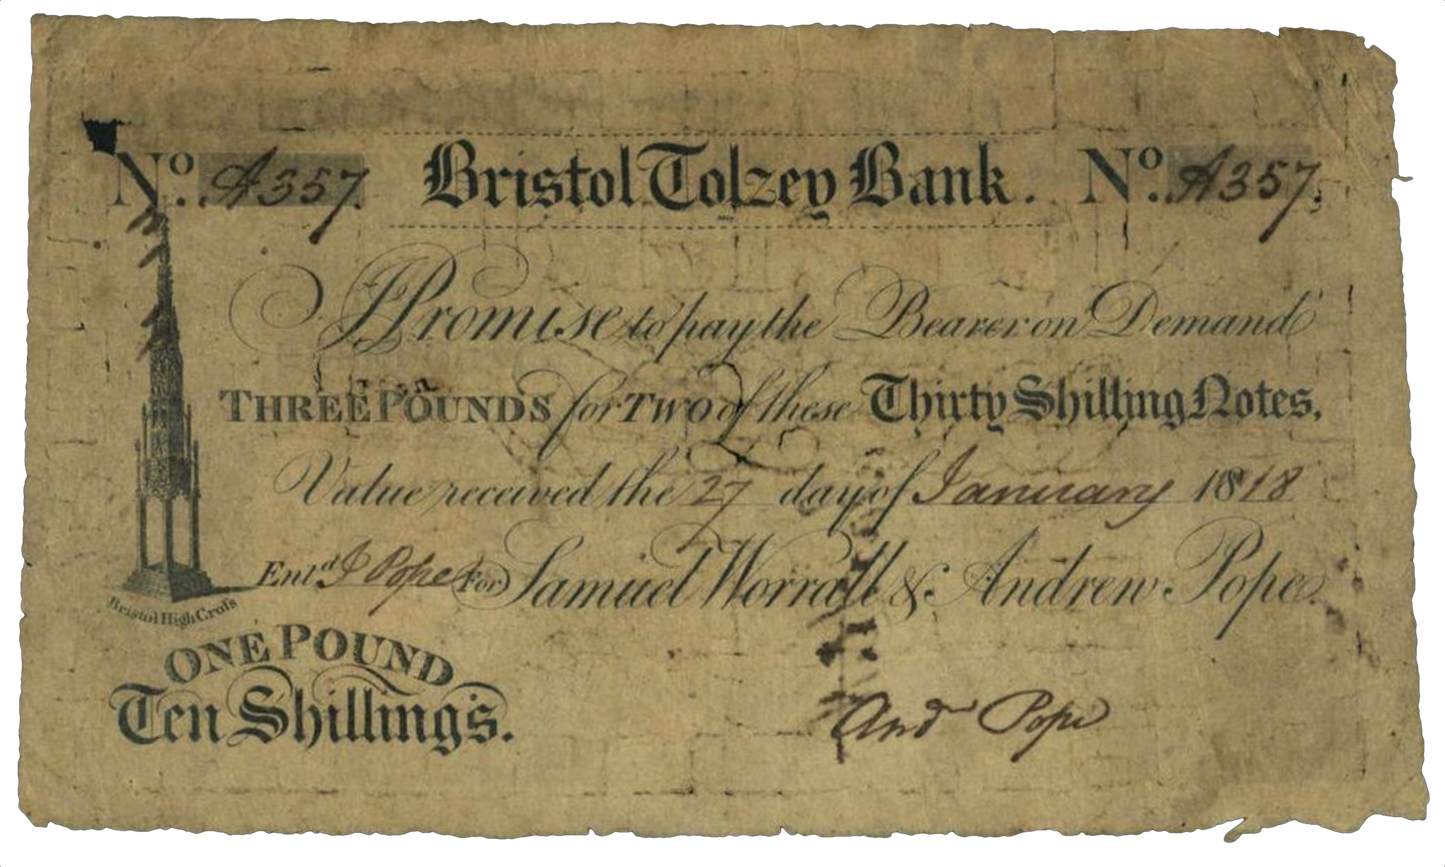 No. A357. Bristol Tolzey Bank. No. A357.
I Promise to pay the Bearer on Demand
THREE POUNDS for TWO of these Thirty Shilling Notes,
Value received the 27 day of January 1818
Entd. J Pope For Samuel Worrall & Andrew Pope.
Bristol High Croſs
ONE POUND
Ten Shillings.
And Pope